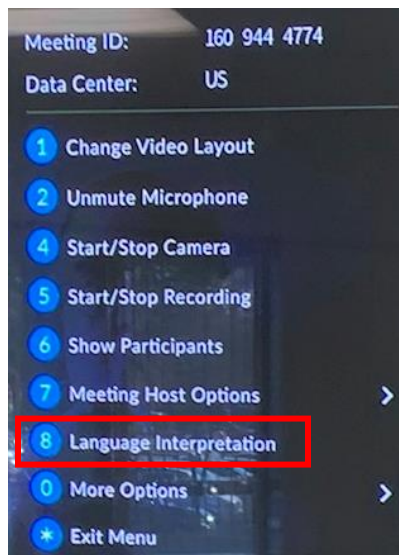 Meeting ID: 160 944 4774
Data Center: US
1 Change Video Layout
2 Unmute Microphone
4 Start/Stop Camera
5 Start/Stop Recording
6 Show Participants
7 Meeting Host Options >
8 Language Interpretation
0 More Options >
* Exit Menu